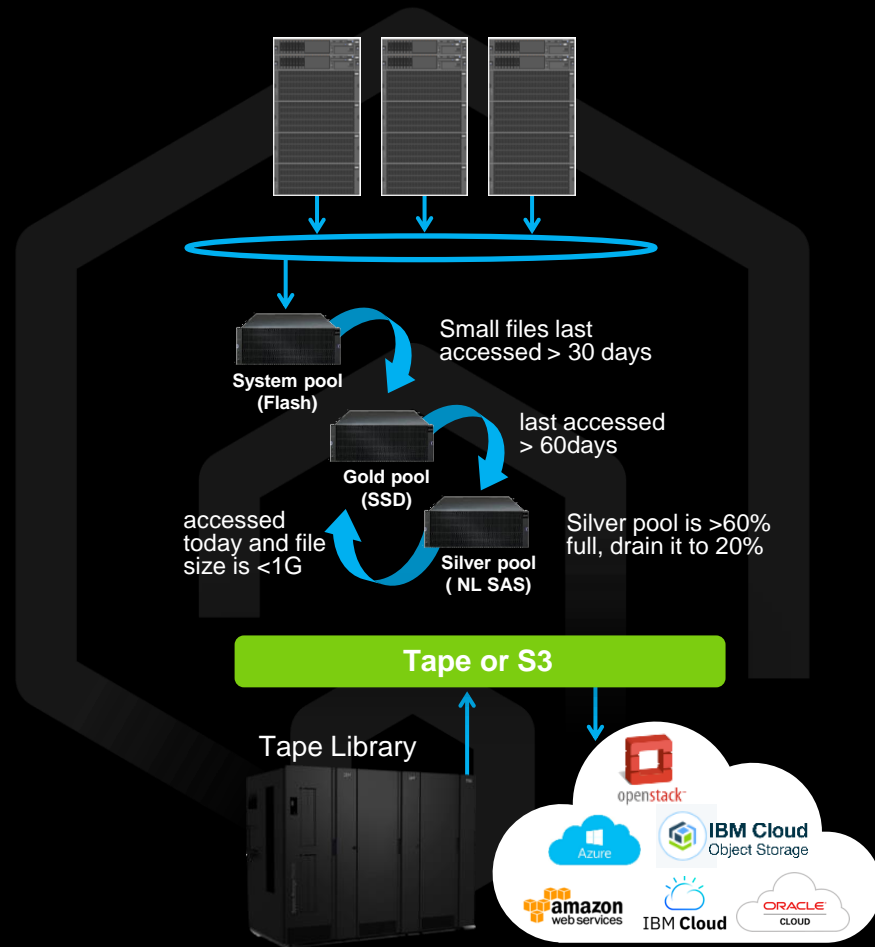 Small files last
accessed > 30 days
System pool
(Flash)
last accessed
> 60days
Gold pool
(SSD)
accessed
today and file
size is <1G
Silver pool is >60%
full, drain it to 20%
Silver pool
( NL SAS)
Tape or S3
Tape Library
openstack
IBM Cloud
Object Storage
Azure
amazon
web services
IBM Cloud
ORACLE
CLOUD